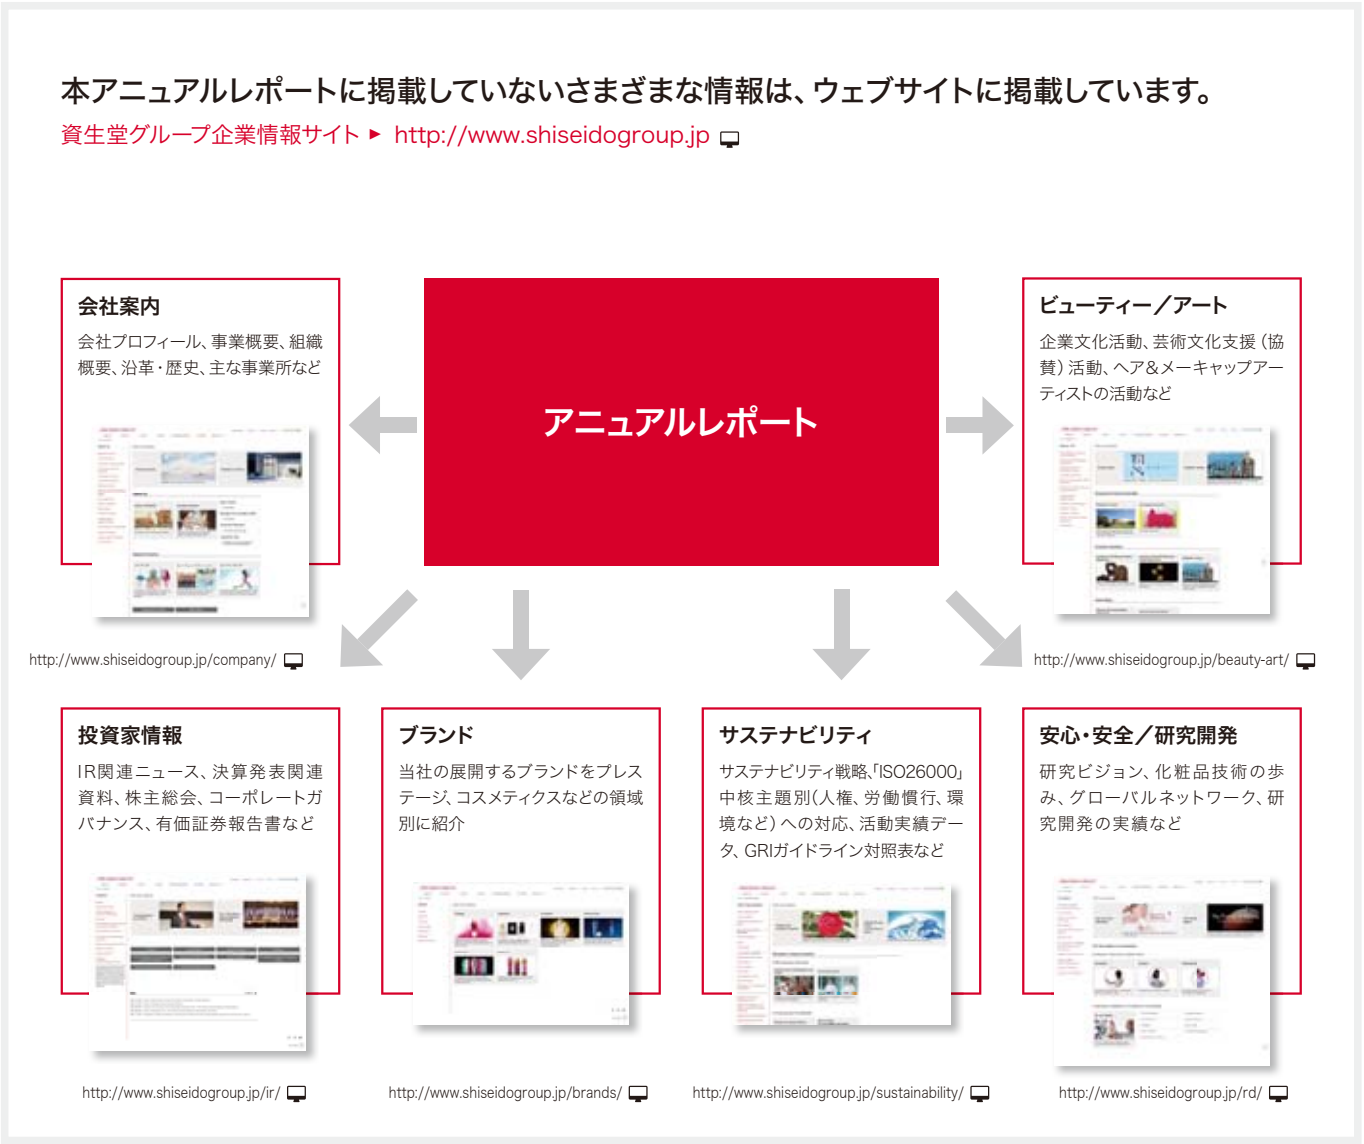 本アニュアルレポートに掲載していないさまざまな情報は、ウェブサイトに掲載しています。
資生堂グループ企業情報サイト ▶ http://www.shiseidogroup.jp
会社案内
会社プロフィール、事業概要、組織
概要、沿革・歴史、主な事業所など
http://www.shiseidogroup.jp/company/
アニュアルレポート
ビューティー／アート
企業文化活動、芸術文化支援（協
賛）活動、ヘア＆メーキャップアー
ティストの活動など
http://www.shiseidogroup.jp/beauty-art/
投資家情報
IR関連ニュース、決算発表関連
資料、株主総会、コーポレートガ
バナンス、有価証券報告書など
http://www.shiseidogroup.jp/ir/
ブランド
当社の展開するブランドをプレス
テージ、コスメティクスなどの領域
別に紹介
http://www.shiseidogroup.jp/brands/
サステナビリティ
サステナビリティ戦略、「ISO26000」
中核主題別（人権、労働慣行、環
境など）への対応、活動実績デー
タ、GRIガイドライン対照表など
http://www.shiseidogroup.jp/sustainability/
安心・安全／研究開発
研究ビジョン、化粧品技術の歩
み、グローバルネットワーク、研
究開発の実績など
http://www.shiseidogroup.jp/rd/